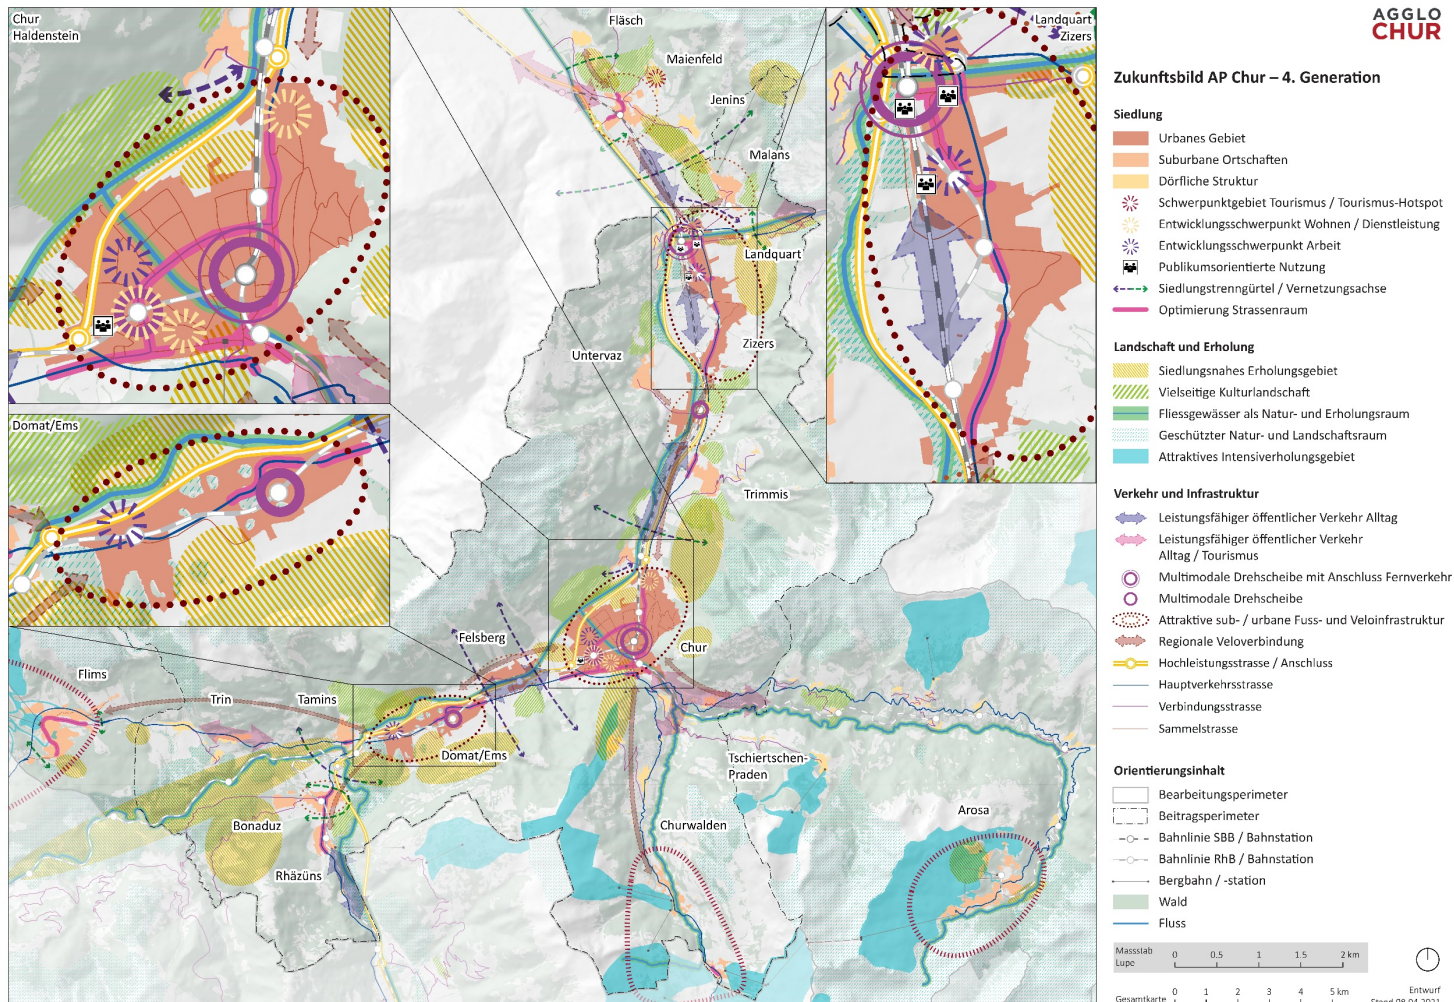 Chur
Haldenstein
Domat/Ems
Landquart
Zizers
Fläsch
Maienfeld
Jenins
Malans
Landquart
Untervaz
Zizers
Trimmis
Felsberg
Chur
Flims
Trin
Tamins
Domat/Ems
Tschiertschen-
Praden
Arosa
Bonaduz
Churwalden
Rhäzüns
AGGLO
CHUR
Zukunftsbild AP Chur – 4. Generation
Siedlung
Urbanes Gebiet
Suburbane Ortschaften
Dörfliche Struktur
Schwerpunktgebiet Tourismus / Tourismus-Hotspot
Entwicklungsschwerpunkt Wohnen / Dienstleistung
Entwicklungsschwerpunkt Arbeit
Publikumsorientierte Nutzung
Siedlungstrenngürtel / Vernetzungsachse
Optimierung Strassenraum
Landschaft und Erholung
Siedlungsnahes Erholungsgebiet
Vielseitige Kulturlandschaft
Fliessgewässer als Natur- und Erholungsraum
Geschützter Natur- und Landschaftsraum
Attraktives Intensiverholungsgebiet
Verkehr und Infrastruktur
Leistungsfähiger öffentlicher Verkehr Alltag
Leistungsfähiger öffentlicher Verkehr
Alltag / Tourismus
Multimodale Drehscheibe mit Anschluss Fernverkehr
Multimodale Drehscheibe
Attraktive sub- / urbane Fuss- und Veloinfrastruktur
Regionale Veloverbindung
Hochleistungsstrasse / Anschluss
Hauptverkehrsstrasse
Verbindungsstrasse
Sammelstrasse
Orientierungsinhalt
Bearbeitungsperimeter
Beitragsperimeter
Bahnlinie SBB / Bahnstation
Bahnlinie RhB / Bahnstation
Bergbahn / -station
Wald
Fluss
Massstab
Lupe
0 0.5 1 1.5 2 km
Gesamtkarte
0 1 2 3 4 5 km
Entwurf
Stand 08.04.2021